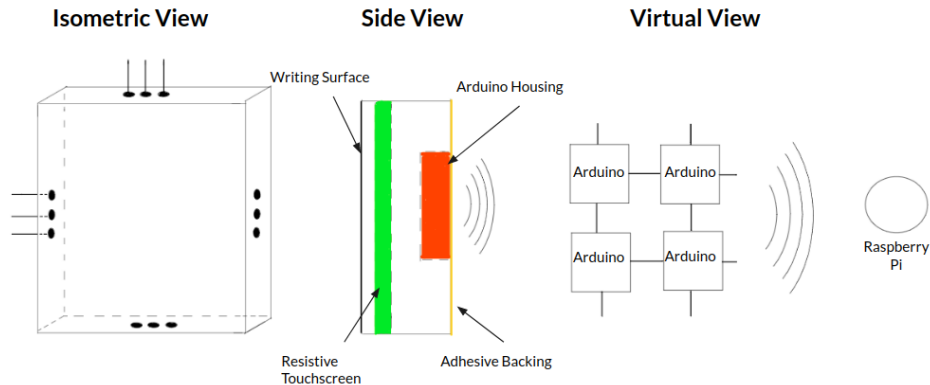 Isometric View
Side View
Virtual View
Writing Surface
Arduino Housing
Resistive
Touchscreen
Adhesive Backing
Arduino
Arduino
Arduino
Arduino
Raspberry
Pi